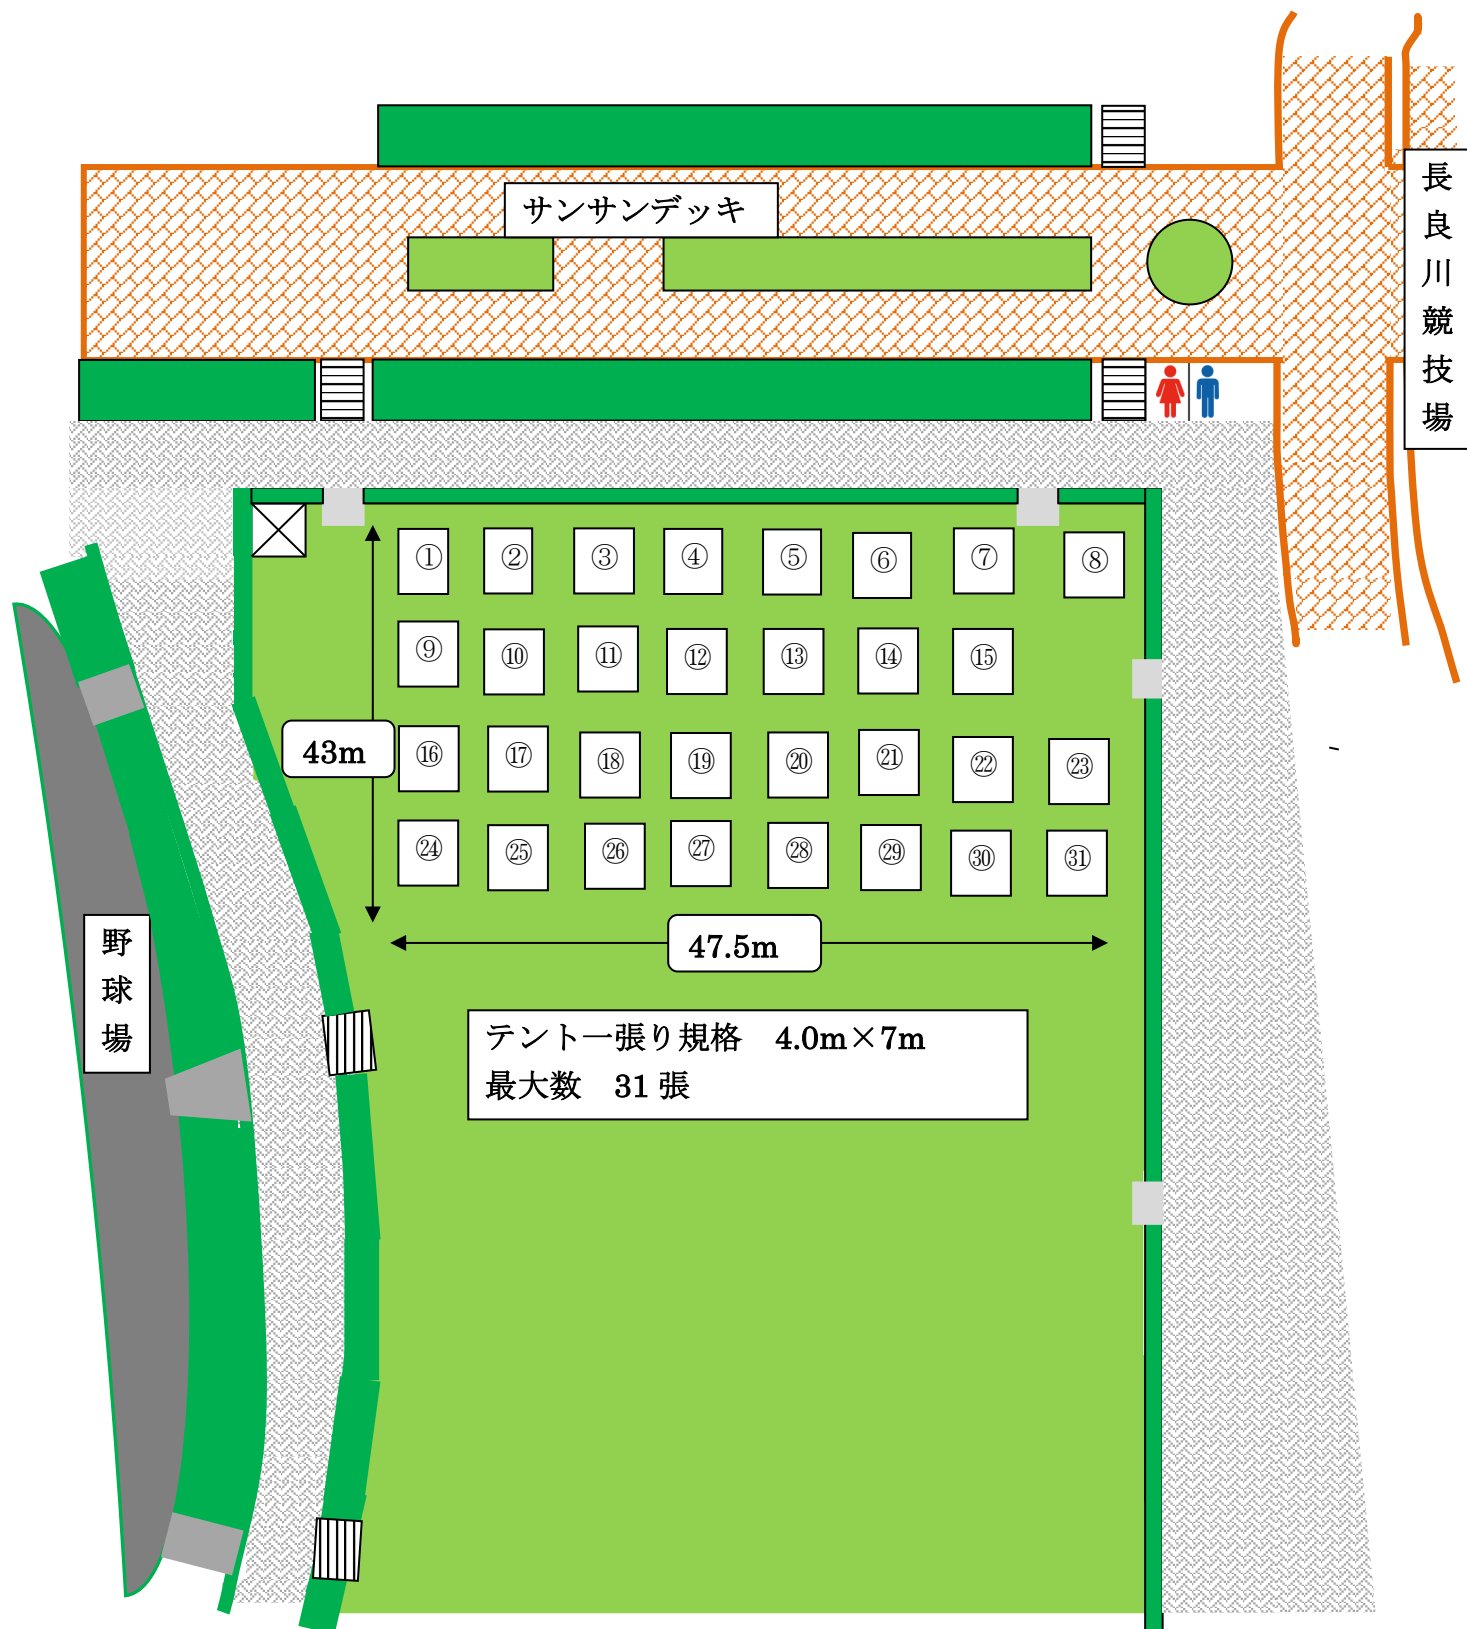 サンサンデッキ
長良川競技場
① ② ③ ④ ⑤ ⑥ ⑦ ⑧
⑨ ⑩ ⑪ ⑫ ⑬ ⑭ ⑮
43m
⑯ ⑰ ⑱ ⑲ ⑳ ㉑ ㉒ ㉓
㉔ ㉕ ㉖ ㉗ ㉘ ㉙ ㉚ ㉛
47.5m
野球場
テント一張り規格　4.0m×7m
最大数　31 張